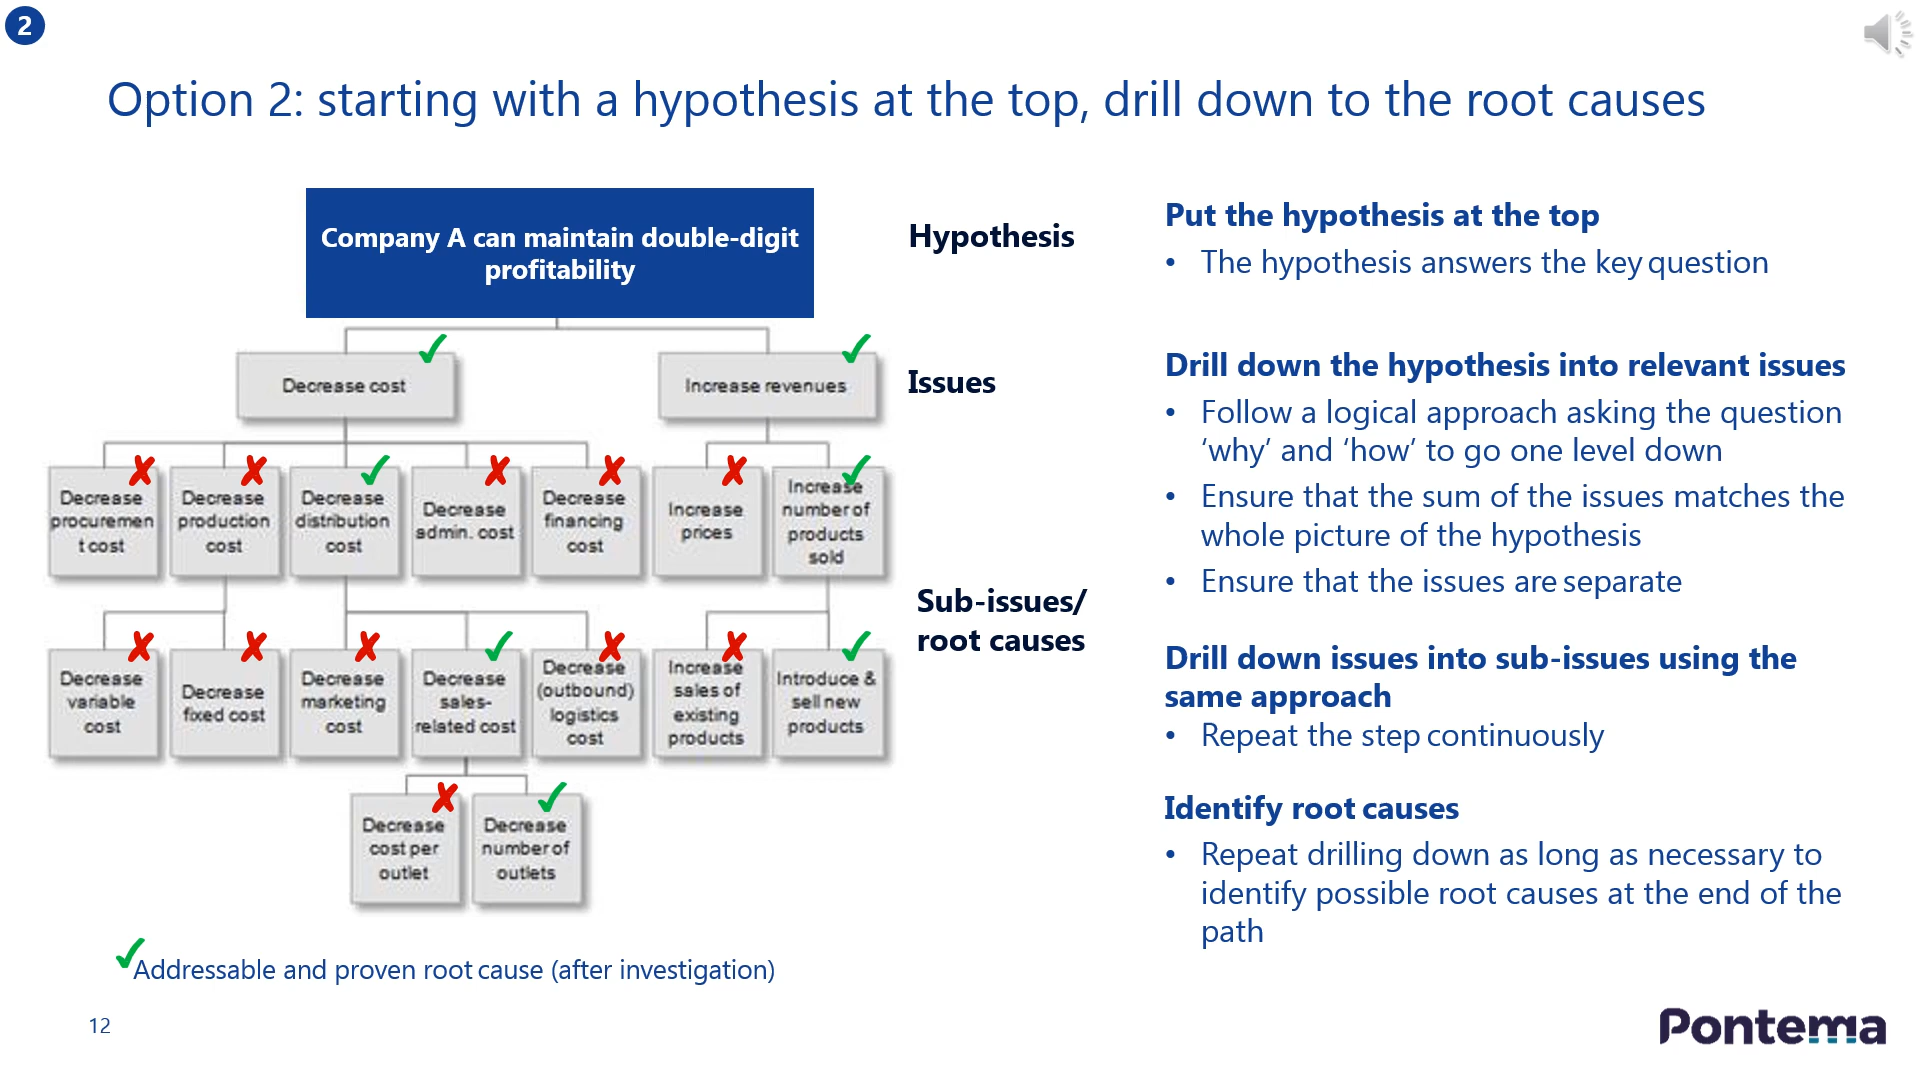 2
Option 2: starting with a hypothesis at the top, drill down to the root causes
Company A can maintain double-digit
profitability
Hypothesis
Decrease cost
Increase revenues
Issues
Decrease
procuremen
t cost
Decrease
production
cost
Decrease
distribution
cost
Decrease
admin. cost
Decrease
financing
cost
Increase
prices
Increase
number of
products
sold
Sub-issues/
root causes
Decrease
variable
cost
Decrease
fixed cost
Decrease
marketing
cost
Decrease
sales-
related cost
Decrease
(outbound)
logistics
cost
Increase
sales of
existing
products
Introduce &
sell new
products
Decrease
cost per
outlet
Decrease
number of
outlets
Addressable and proven root cause (after investigation)
Put the hypothesis at the top
• The hypothesis answers the key question
Drill down the hypothesis into relevant issues
• Follow a logical approach asking the question
‘why’ and ‘how’ to go one level down
• Ensure that the sum of the issues matches the
whole picture of the hypothesis
• Ensure that the issues are separate
Drill down issues into sub-issues using the
same approach
• Repeat the step continuously
Identify root causes
• Repeat drilling down as long as necessary to
identify possible root causes at the end of the
path
12
Pontema